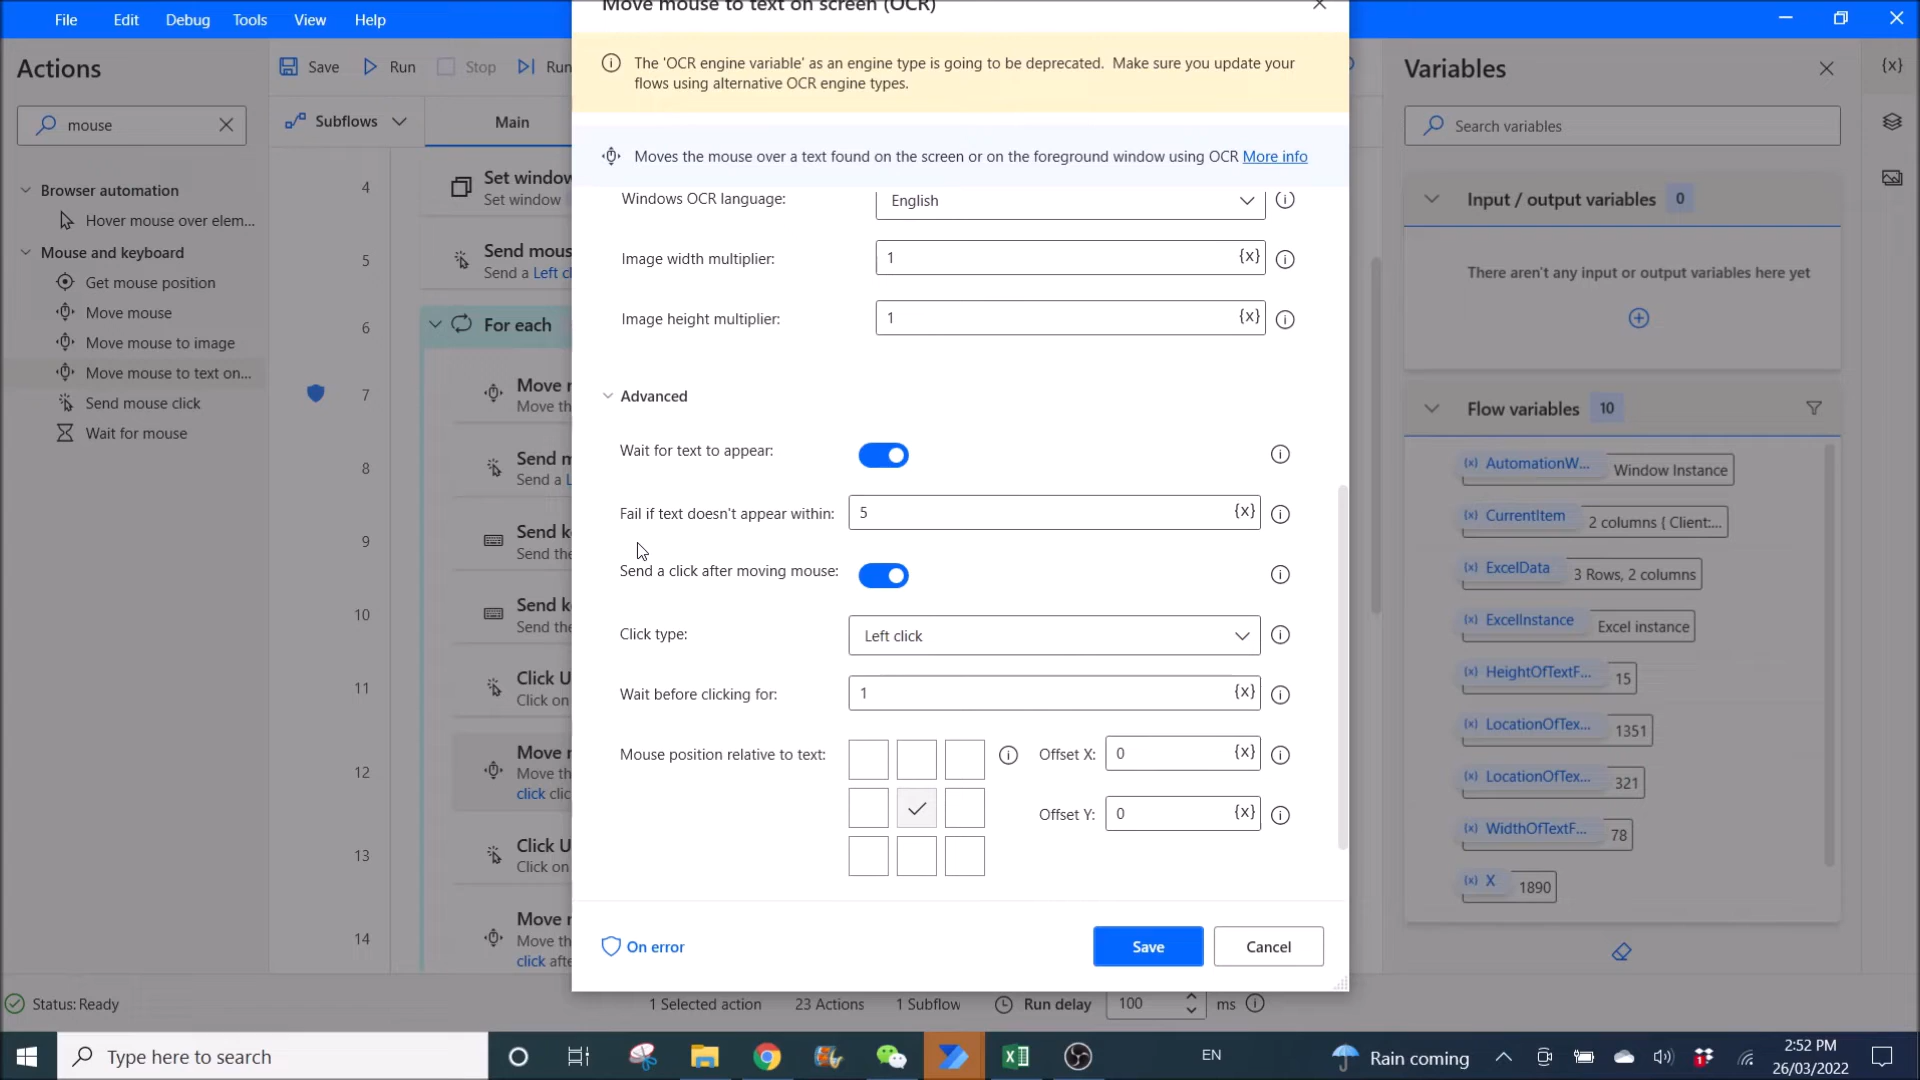 File Edit Debug Tools View Help
Actions
mouse
Browser automation
Hover mouse over elem...
Mouse and keyboard
Get mouse position
Move mouse
Move mouse to image
Move mouse to text on...
Send mouse click
Wait for mouse
Save Run Stop Run
Subflows Main
4 Set window
Set window
5 Send mous
Send a Left cl
6 For each
7 Move r
Move th
8 Send m
Send a L
9 Send k
Send the
10 Send k
Send the
11 Click U
Click on
12 Move r
Move th
click clic
13 Click U
Click on
14 Move r
Move th
click afte
Move mouse to text on screen (OCR)
The 'OCR engine variable' as an engine type is going to be deprecated. Make sure you update your
flows using alternative OCR engine types.
Moves the mouse over a text found on the screen or on the foreground window using OCR More info
Windows OCR language: English
Image width multiplier: 1 {x}
Image height multiplier: 1 {x}
Advanced
Wait for text to appear:
Fail if text doesn't appear within: 5 {x}
Send a click after moving mouse:
Click type: Left click
Wait before clicking for: 1 {x}
Mouse position relative to text: Offset X: 0 {x}
Offset Y: 0 {x}
On error Save Cancel
Variables {x}
Search variables
Input / output variables 0
There aren't any input or output variables here yet
Flow variables 10
(x) AutomationW... Window Instance
(x) CurrentItem 2 columns { Client:...
(x) ExcelData 3 Rows, 2 columns
(x) ExcelInstance Excel instance
(x) HeightOfTextF... 15
(x) LocationOfTex... 1351
(x) LocationOfTex... 321
(x) WidthOfTextF... 78
(x) X 1890
Status: Ready 1 Selected action 23 Actions 1 Subflow Run delay 100 ms
Type here to search EN Rain coming 2:52 PM
26/03/2022